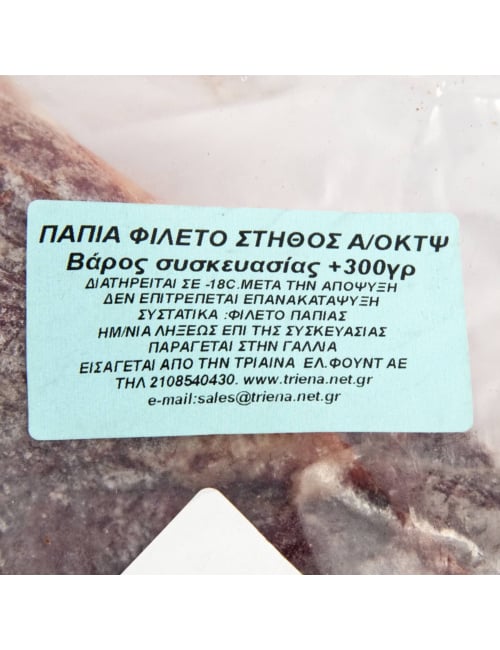 ΠΑΠΙΑ ΦΙΛΕΤΟ ΣΤΗΘΟΣ Α/ΟΚΤΨ
Βάρος συσκευασίας +300γρ
ΔΙΑΤΗΡΕΙΤΑΙ ΣΕ -18C.ΜΕΤΑ ΤΗΝ ΑΠΟΨΥΞΗ
ΔΕΝ ΕΠΙΤΡΕΠΕΤΑΙ ΕΠΑΝΑΚΑΤΑΨΥΞΗ
ΣΥΣΤΑΤΙΚΑ :ΦΙΛΕΤΟ ΠΑΠΙΑΣ
ΗΜ/ΝΙΑ ΛΗΞΕΩΣ ΕΠΙ ΤΗΣ ΣΥΣΚΕΥΑΣΙΑΣ
ΠΑΡΑΓΕΤΑΙ ΣΤΗΝ ΓΑΛΛΙΑ
ΕΙΣΑΓΕΤΑΙ ΑΠΟ ΤΗΝ ΤΡΙΑΙΝΑ ΕΛ.ΦΟΥΝΤ ΑΕ
ΤΗΛ 2108540430. www.triena.net.gr
e-mail:sales@triena.net.gr